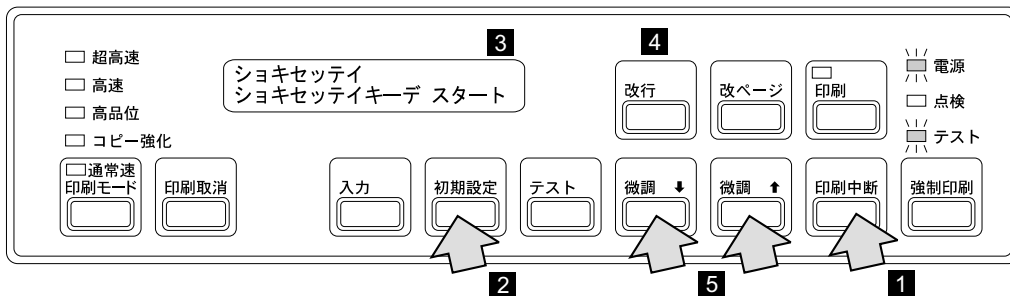 超高速
高速
高品位
コピー強化
通常速
印刷モード
印刷取消
3
ショキセッテイ
ショキセッテイキーデ スタート
入力
初期設定
テスト
4
改行
改ページ
印刷
微調 ⬇
微調 ⬆
印刷中断
強制印刷
電源
点検
テスト
2
5
1